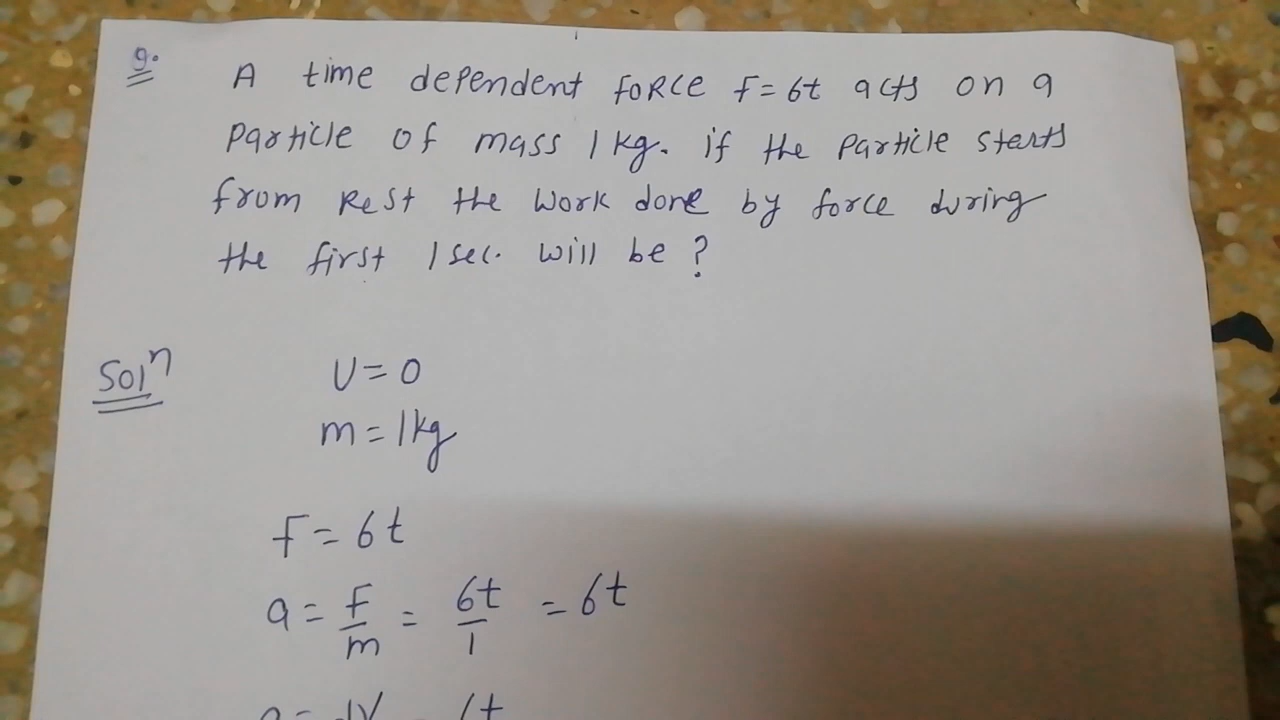 9.
A time dependent force F=6t acts on a
particle of mass 1 kg. if the particle starts
from Rest the work done by force during
the first 1 sec. will be ?
Solⁿ
U=0
m=1kg
F=6t
a = F/m = 6t/1 = 6t